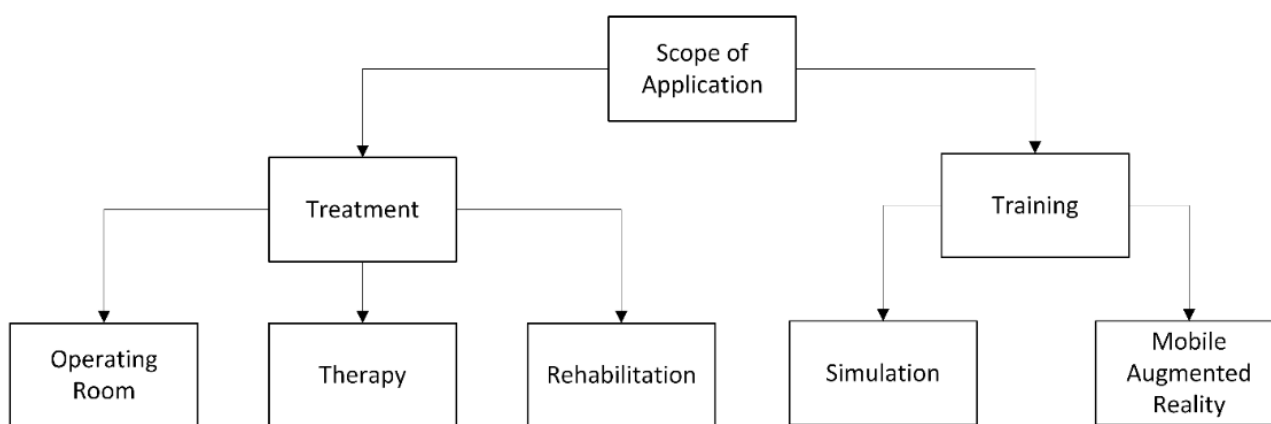 Scope of
Application
Treatment
Training
Operating
Room
Therapy
Rehabilitation
Simulation
Mobile
Augmented
Reality